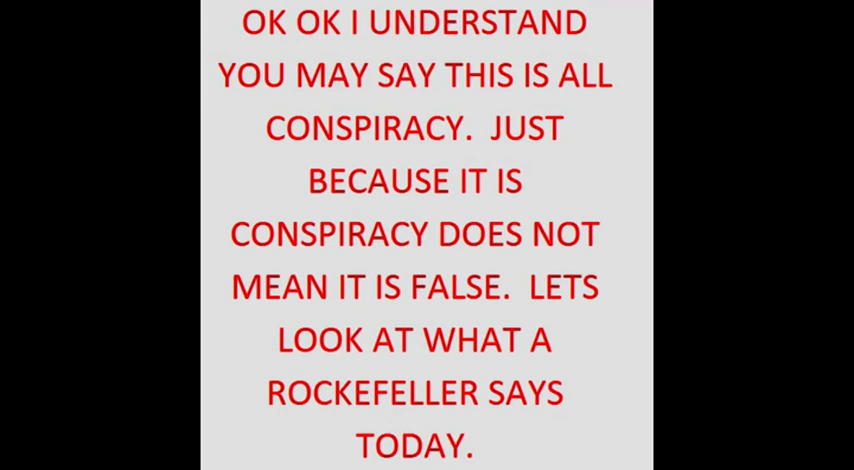 OK OK I UNDERSTAND
YOU MAY SAY THIS IS ALL
CONSPIRACY.  JUST
BECAUSE IT IS
CONSPIRACY DOES NOT
MEAN IT IS FALSE.  LETS
LOOK AT WHAT A
ROCKEFELLER SAYS
TODAY.